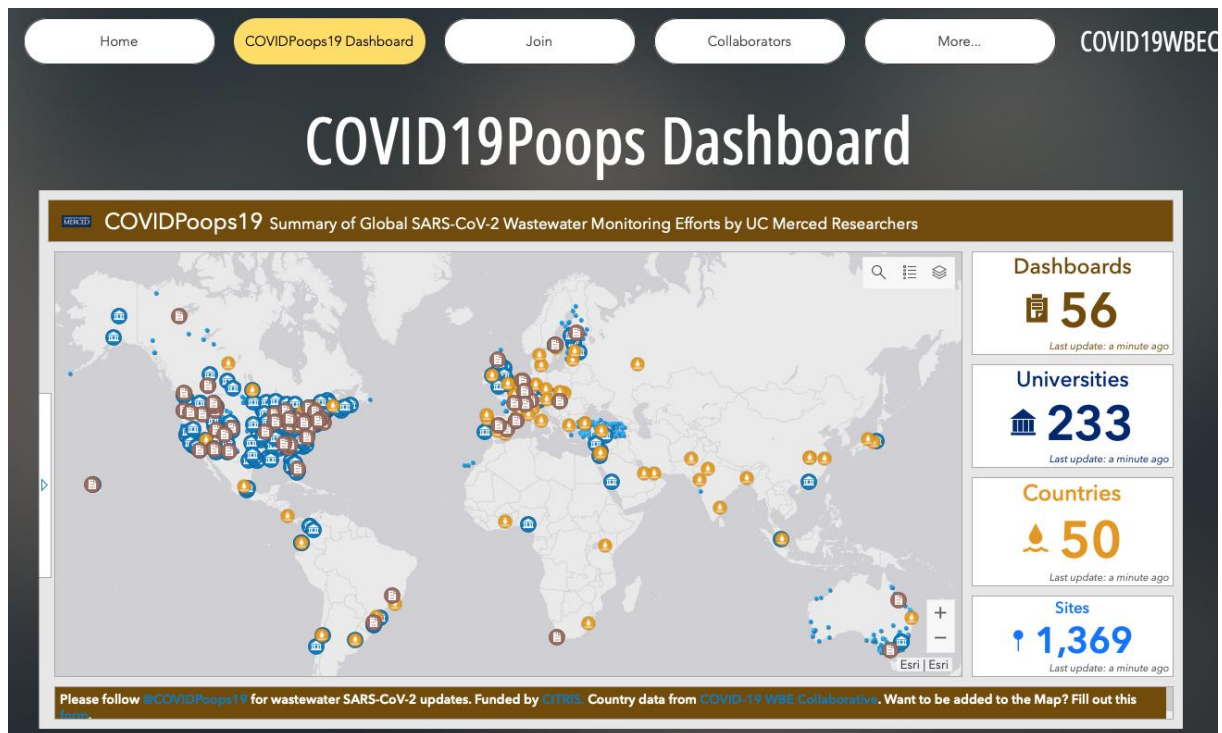 Home
COVIDPoops19 Dashboard
Join
Collaborators
More...
COVID19WBEC
COVID19Poops Dashboard
MERCED
COVIDPoops19 Summary of Global SARS-CoV-2 Wastewater Monitoring Efforts by UC Merced Researchers
Dashboards
56
Last update: a minute ago
Universities
233
Last update: a minute ago
Countries
50
Last update: a minute ago
Sites
1,369
Last update: a minute ago
+
−
Esri | Esri
Please follow @COVIDPoops19 for wastewater SARS-CoV-2 updates. Funded by CITRIS. Country data from COVID-19 WBE Collaborative. Want to be added to the Map? Fill out this
form.